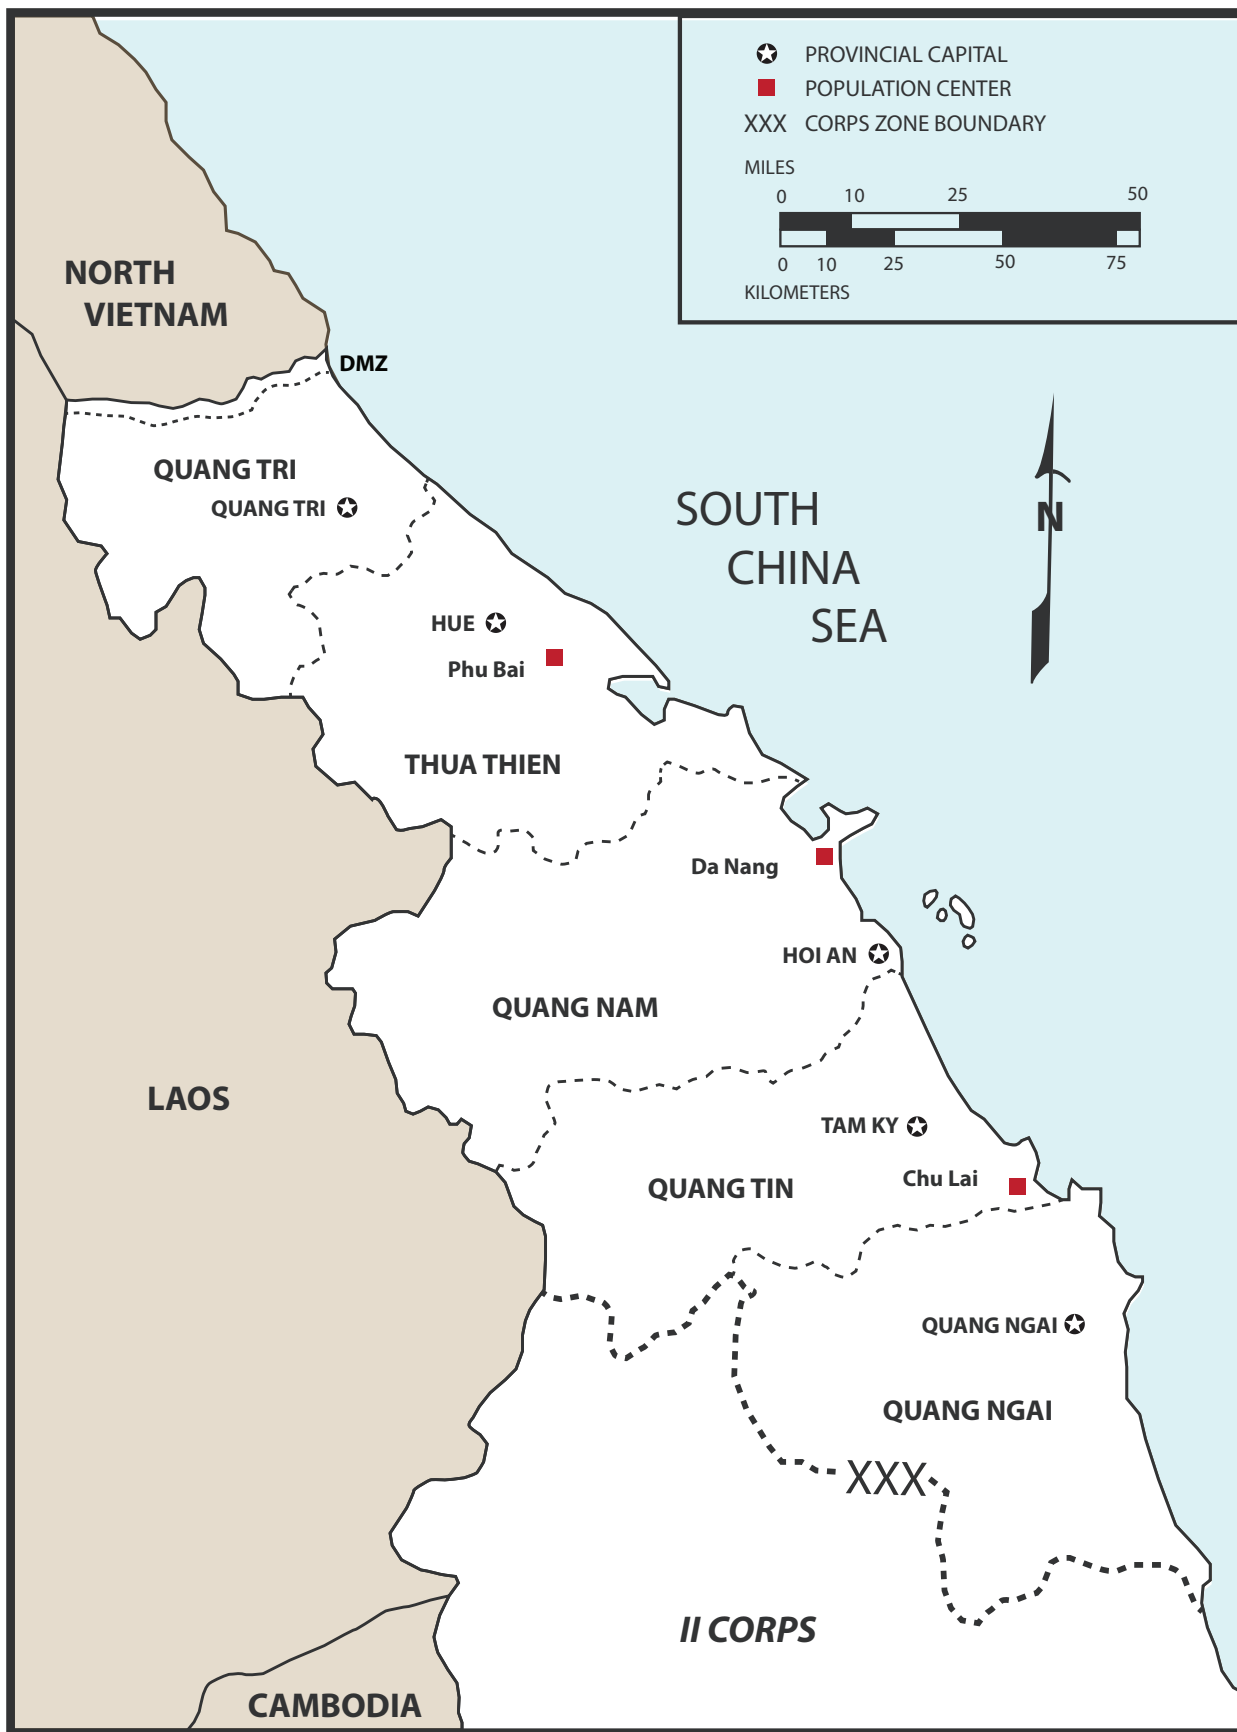 PROVINCIAL CAPITAL
POPULATION CENTER
XXX CORPS ZONE BOUNDARY
MILES
0 10 25 50
0 10 25 50 75
KILOMETERS
NORTH
VIETNAM
DMZ
QUANG TRI
QUANG TRI
N
SOUTH
CHINA
SEA
HUE
Phu Bai
THUA THIEN
Da Nang
HOI AN
QUANG NAM
LAOS
TAM KY
Chu Lai
QUANG TIN
QUANG NGAI
QUANG NGAI
XXX
II CORPS
CAMBODIA